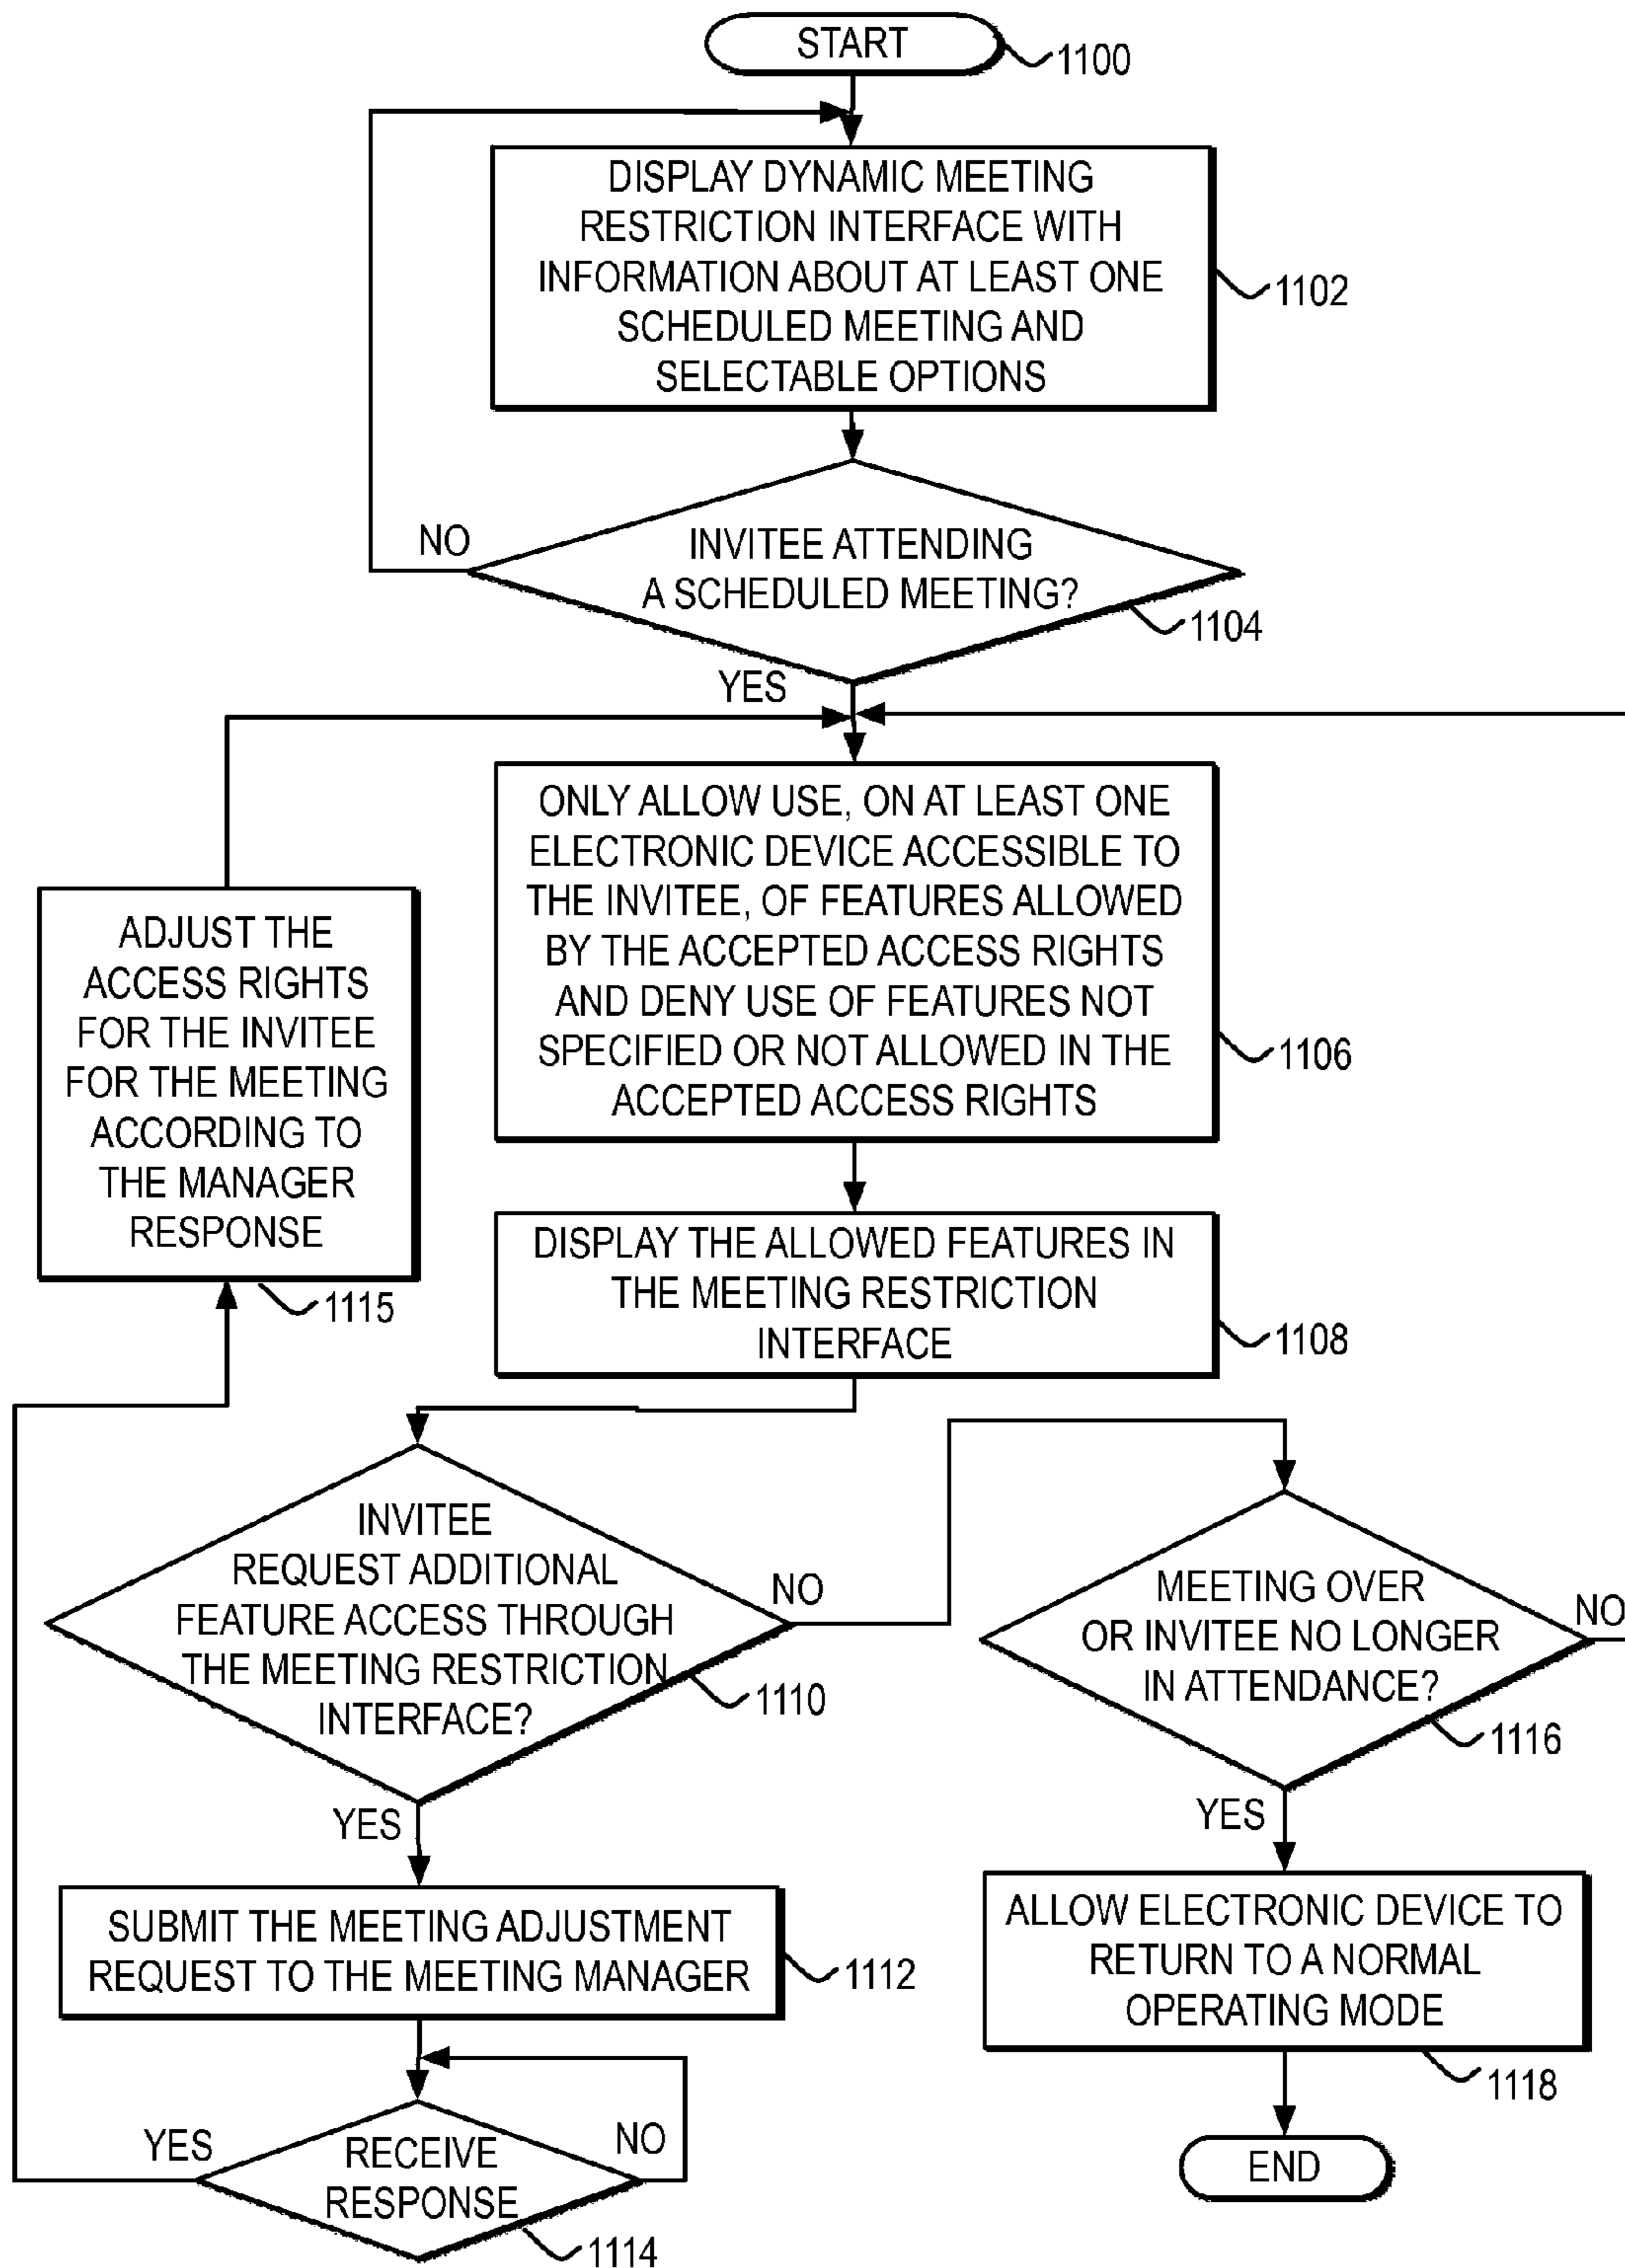 START
1100
DISPLAY DYNAMIC MEETING
RESTRICTION INTERFACE WITH
INFORMATION ABOUT AT LEAST ONE
SCHEDULED MEETING AND
SELECTABLE OPTIONS
1102
NO
INVITEE ATTENDING
A SCHEDULED MEETING?
1104
YES
ONLY ALLOW USE, ON AT LEAST ONE
ELECTRONIC DEVICE ACCESSIBLE TO
THE INVITEE, OF FEATURES ALLOWED
BY THE ACCEPTED ACCESS RIGHTS
AND DENY USE OF FEATURES NOT
SPECIFIED OR NOT ALLOWED IN THE
ACCEPTED ACCESS RIGHTS
1106
ADJUST THE
ACCESS RIGHTS
FOR THE INVITEE
FOR THE MEETING
ACCORDING TO
THE MANAGER
RESPONSE
1115
DISPLAY THE ALLOWED FEATURES IN
THE MEETING RESTRICTION
INTERFACE
1108
INVITEE
REQUEST ADDITIONAL
FEATURE ACCESS THROUGH
THE MEETING RESTRICTION
INTERFACE?
1110
NO
MEETING OVER
OR INVITEE NO LONGER
IN ATTENDANCE?
1116
NO
YES
YES
SUBMIT THE MEETING ADJUSTMENT
REQUEST TO THE MEETING MANAGER
1112
ALLOW ELECTRONIC DEVICE TO
RETURN TO A NORMAL
OPERATING MODE
1118
YES
RECEIVE
RESPONSE
NO
1114
END